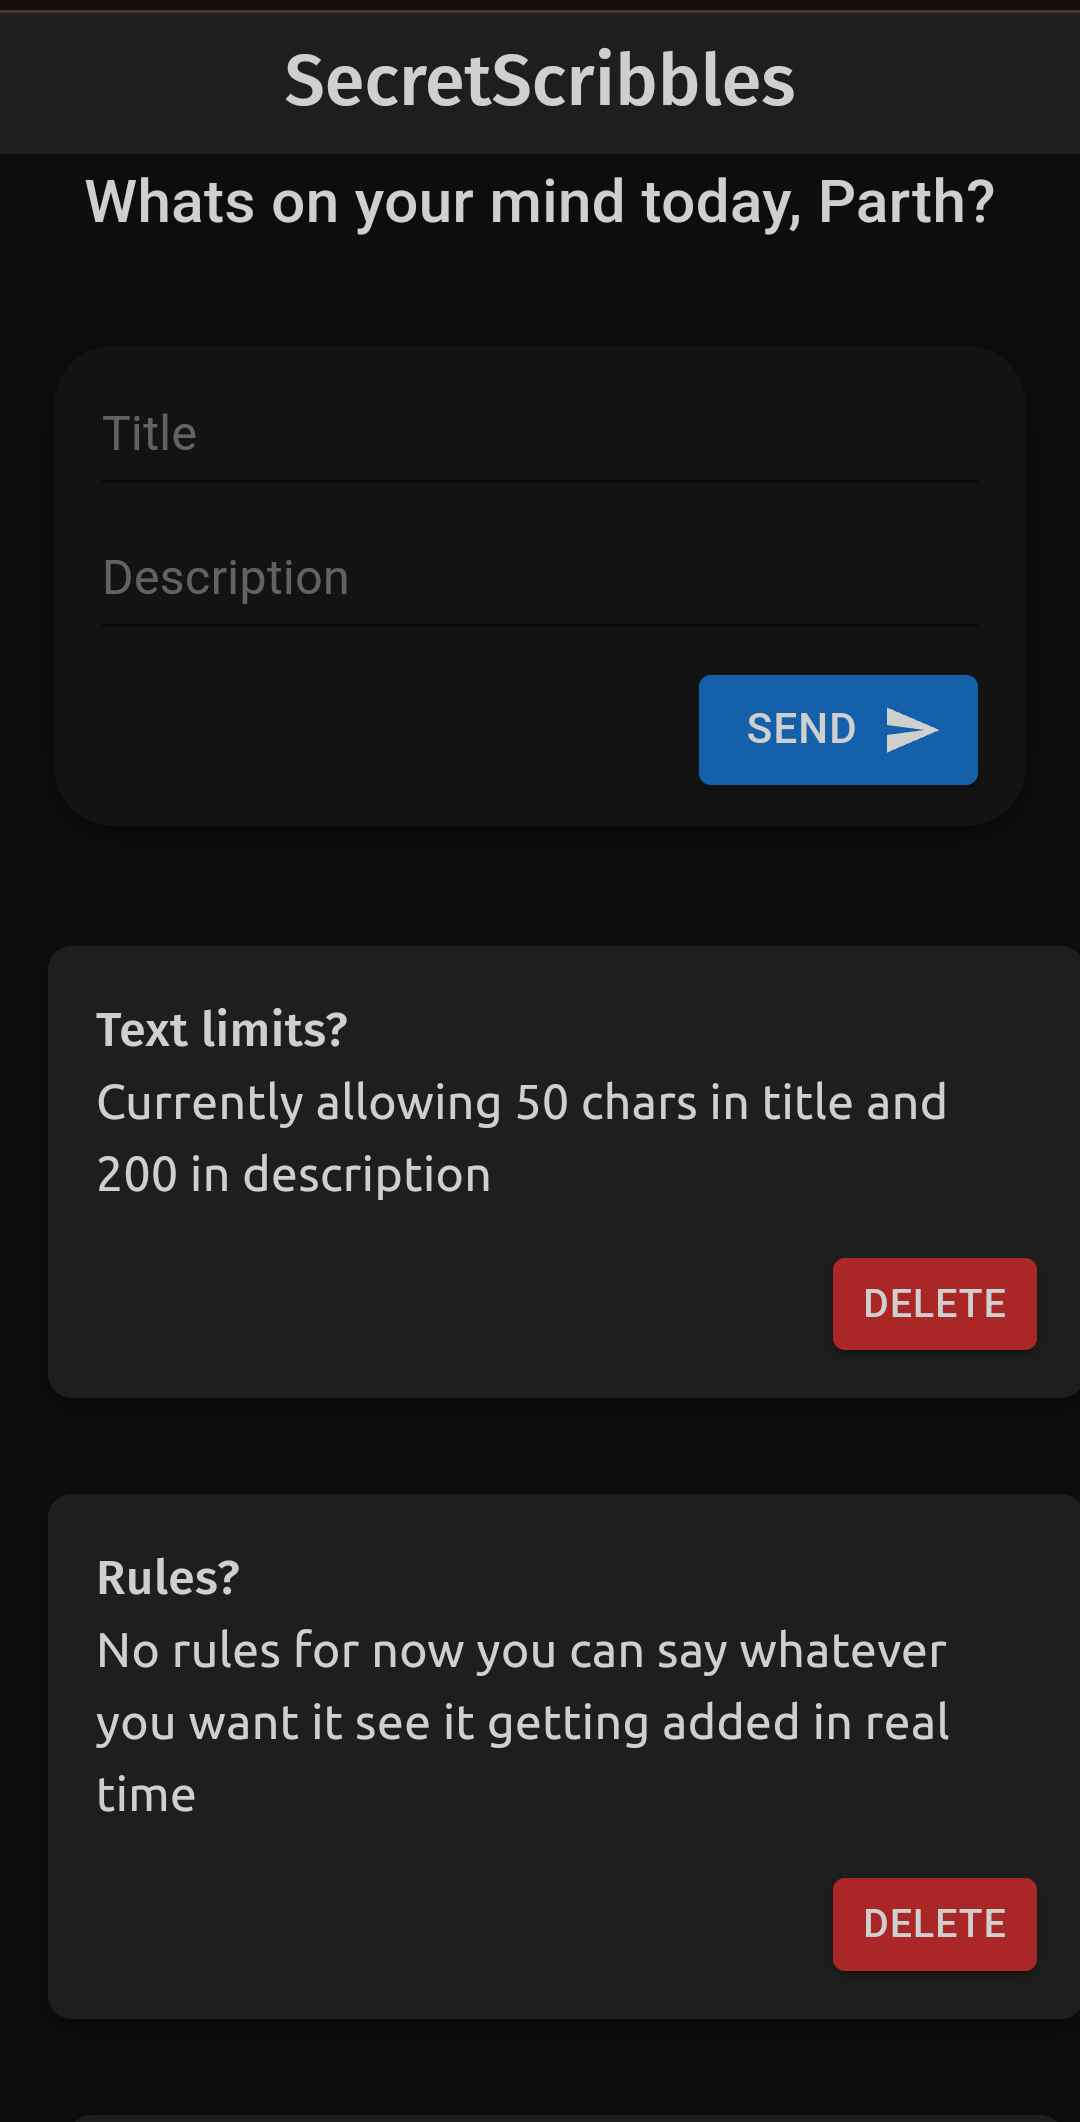 SecretScribbles
Whats on your mind today, Parth?
Title
Description
SEND
Text limits?
Currently allowing 50 chars in title and
200 in description
DELETE
Rules?
No rules for now you can say whatever
you want it see it getting added in real
time
DELETE